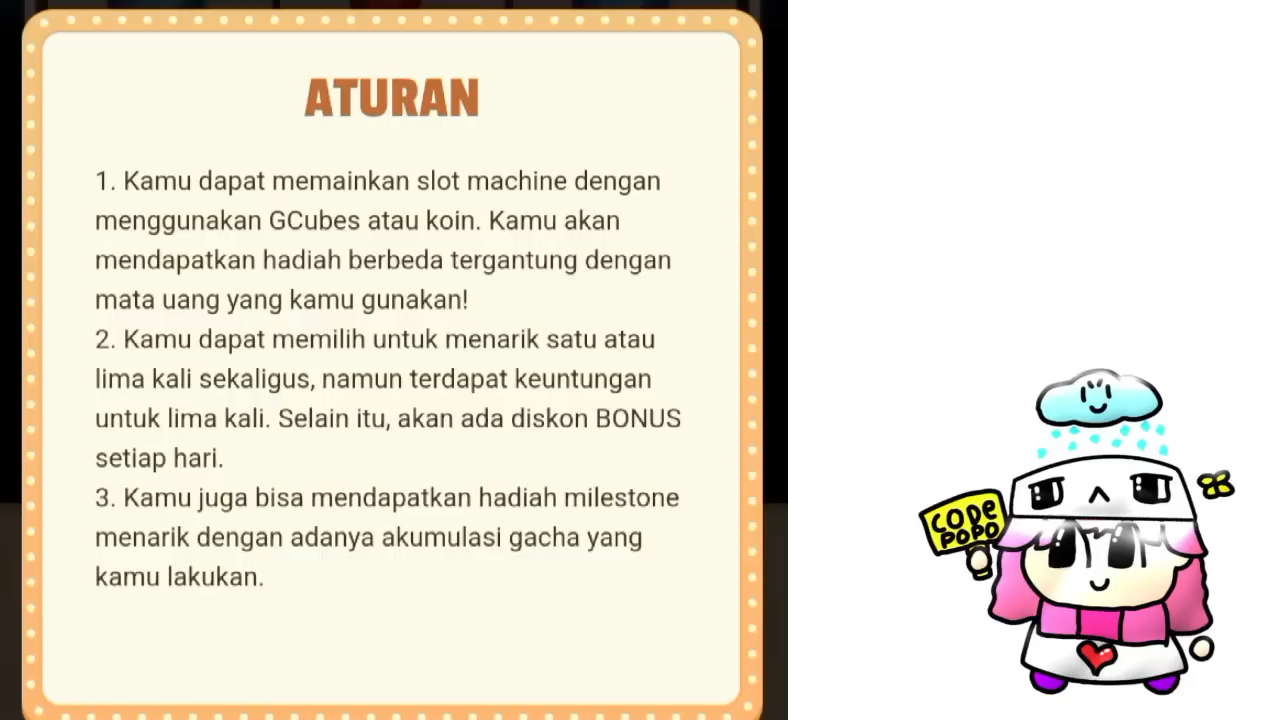 ATURAN
1. Kamu dapat memainkan slot machine dengan
menggunakan GCubes atau koin. Kamu akan
mendapatkan hadiah berbeda tergantung dengan
mata uang yang kamu gunakan!
2. Kamu dapat memilih untuk menarik satu atau
lima kali sekaligus, namun terdapat keuntungan
untuk lima kali. Selain itu, akan ada diskon BONUS
setiap hari.
3. Kamu juga bisa mendapatkan hadiah milestone
menarik dengan adanya akumulasi gacha yang
kamu lakukan.
CODE
POPO